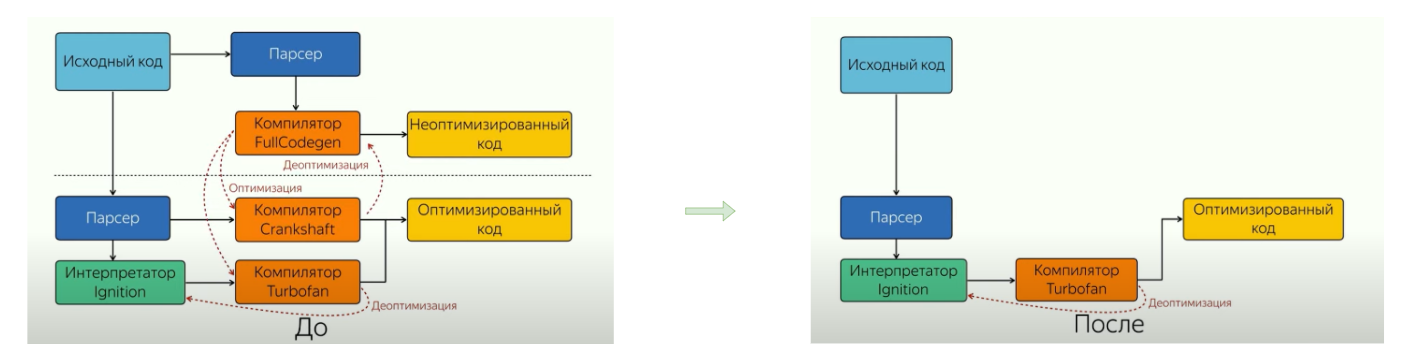 Исходный код
Парсер
Компилятор
FullCodegen
Неоптимизированный
код
Деоптимизация
Оптимизация
Парсер
Компилятор
Crankshaft
Оптимизированный
код
Интерпретатор
Ignition
Компилятор
Turbofan
Деоптимизация
До
Исходный код
Парсер
Оптимизированный
код
Интерпретатор
Ignition
Компилятор
Turbofan
Деоптимизация
После